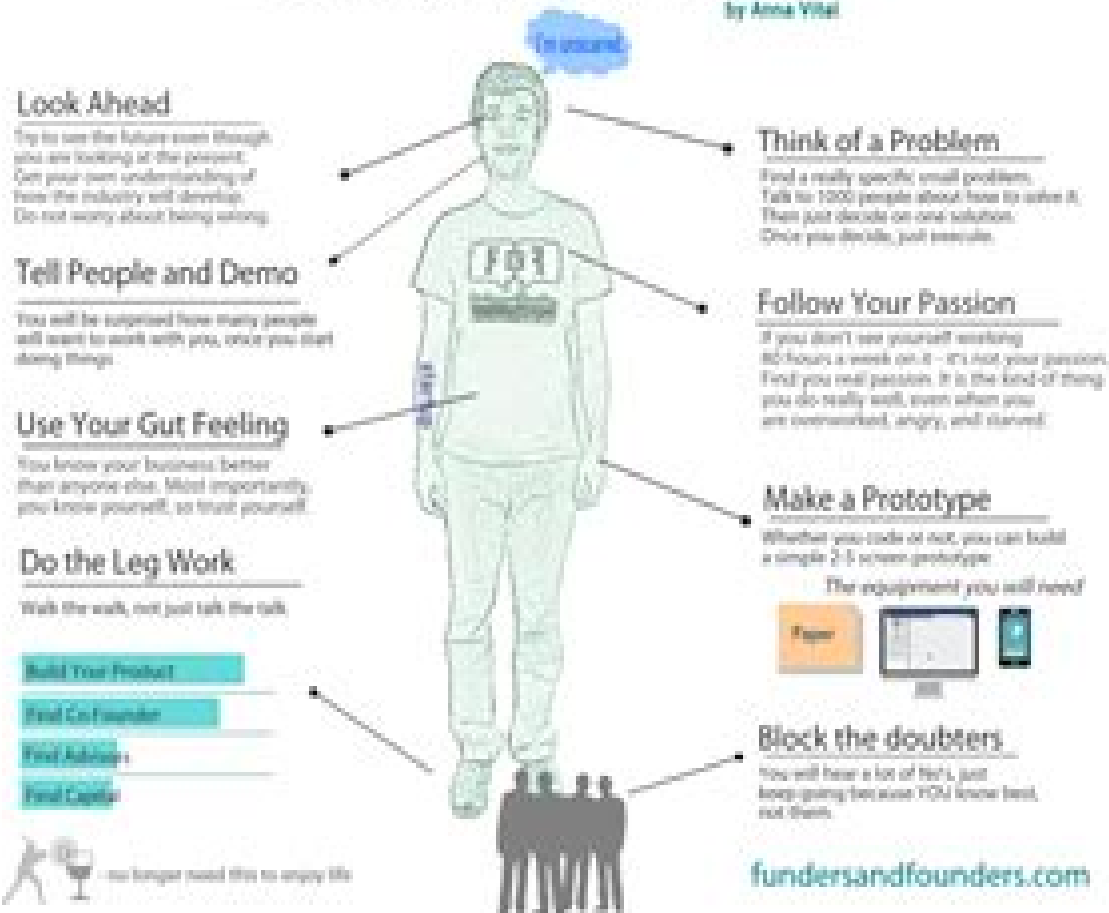 by Anna Vital
Look Ahead
Try to see the future even though
you are looking at the present.
Get your own understanding of
how the industry will develop.
Do not worry about being wrong.
Tell People and Demo
You will be surprised how many people
will want to work with you, once you start
doing things
Use Your Gut Feeling
You know your business better
than anyone else. Most importantly,
you know yourself, so trust yourself.
Do the Leg Work
Walk the walk, not just talk the talk
Build Your Product
Find Co Founder
Find Advisors
Find Capital
no longer need this to enjoy life
Think of a Problem
Find a really specific small problem.
Talk to 1000 people about how to solve it.
Then just decide on one solution.
Once you decide, just execute.
Follow Your Passion
If you don't see yourself working
80 hours a week on it - it's not your passion.
Find you real passion. It is the kind of thing
you do really well, even when you
are overworked, angry, and starved.
Make a Prototype
Whether you code or not, you can build
a simple 2-5 screen prototype
The equipment you will need
Paper
Block the doubters
You will hear a lot of No's, just
keep going because YOU know best,
not them.
fundersandfounders.com